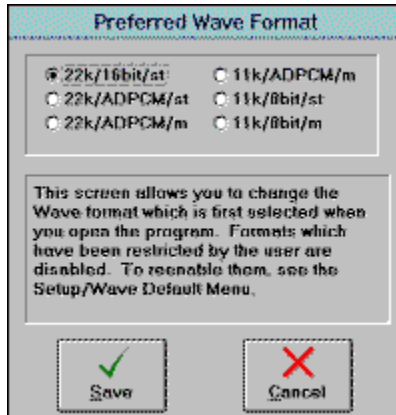 Preferred Wave Format
22k/16bit/st 11k/ADPCM/m
22k/ADPCM/st 11k/8bit/st
22k/ADPCM/m 11k/8bit/m
This screen allows you to change the
Wave format which is first selected when
you open the program. Formats which
have been restricted by the user are
disabled. To reenable them, see the
Setup/Wave Default Menu.
Save Cancel